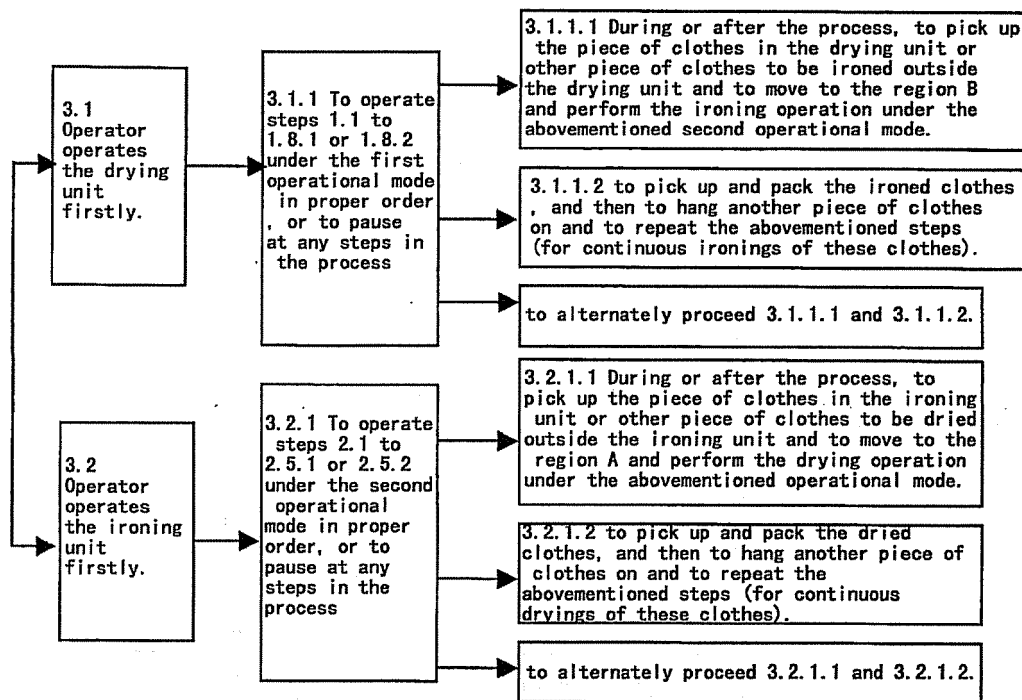 3.1
Operator
operates
the drying
unit
firstly.
3.1.1 To operate
steps 1.1 to
1.8.1 or 1.8.2
under the first
operational mode
in proper order
, or to pause
at any steps in
the process
3.1.1.1 During or after the process, to pick up
the piece of clothes in the drying unit or
other piece of clothes to be ironed outside
the drying unit and to move to the region B
and perform the ironing operation under the
abovementioned second operational mode.
3.1.1.2 to pick up and pack the ironed clothes
, and then to hang another piece of clothes
on and to repeat the abovementioned steps
(for continuous ironings of these clothes).
to alternately proceed 3.1.1.1 and 3.1.1.2.
3.2
Operator
operates
the ironing
unit
firstly.
3.2.1 To operate
steps 2.1 to
2.5.1 or 2.5.2
under the second
operational
mode in proper
order, or to
pause at any
steps in the
process
3.2.1.1 During or after the process, to
pick up the piece of clothes in the ironing
unit or other piece of clothes to be dried
outside the ironing unit and to move to the
region A and perform the drying operation
under the abovementioned operational mode.
3.2.1.2 to pick up and pack the dried
clothes, and then to hang another piece of
clothes on and to repeat the
abovementioned steps (for continuous
dryings of these clothes).
to alternately proceed 3.2.1.1 and 3.2.1.2.